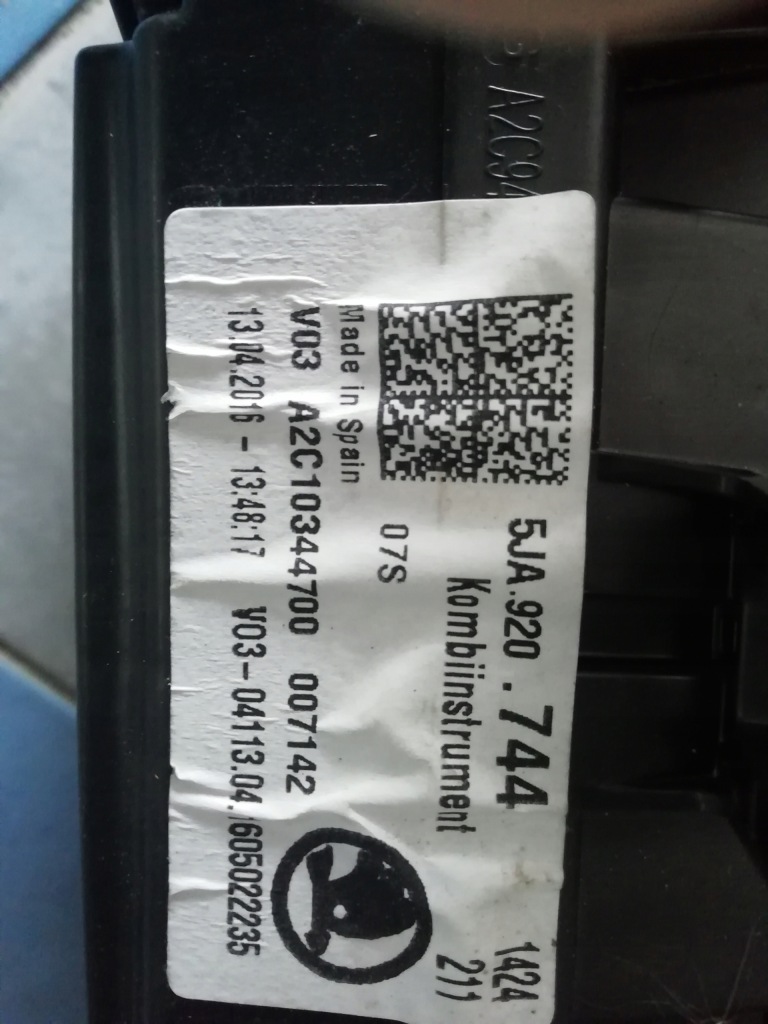 A2C94
5JA.920 . 744
1424
Kombiinstrument
211
07S
Made in Spain
V03 A2C10344700 007142
13.04.2016 - 13:48:17 V03-04113.04.1605022235